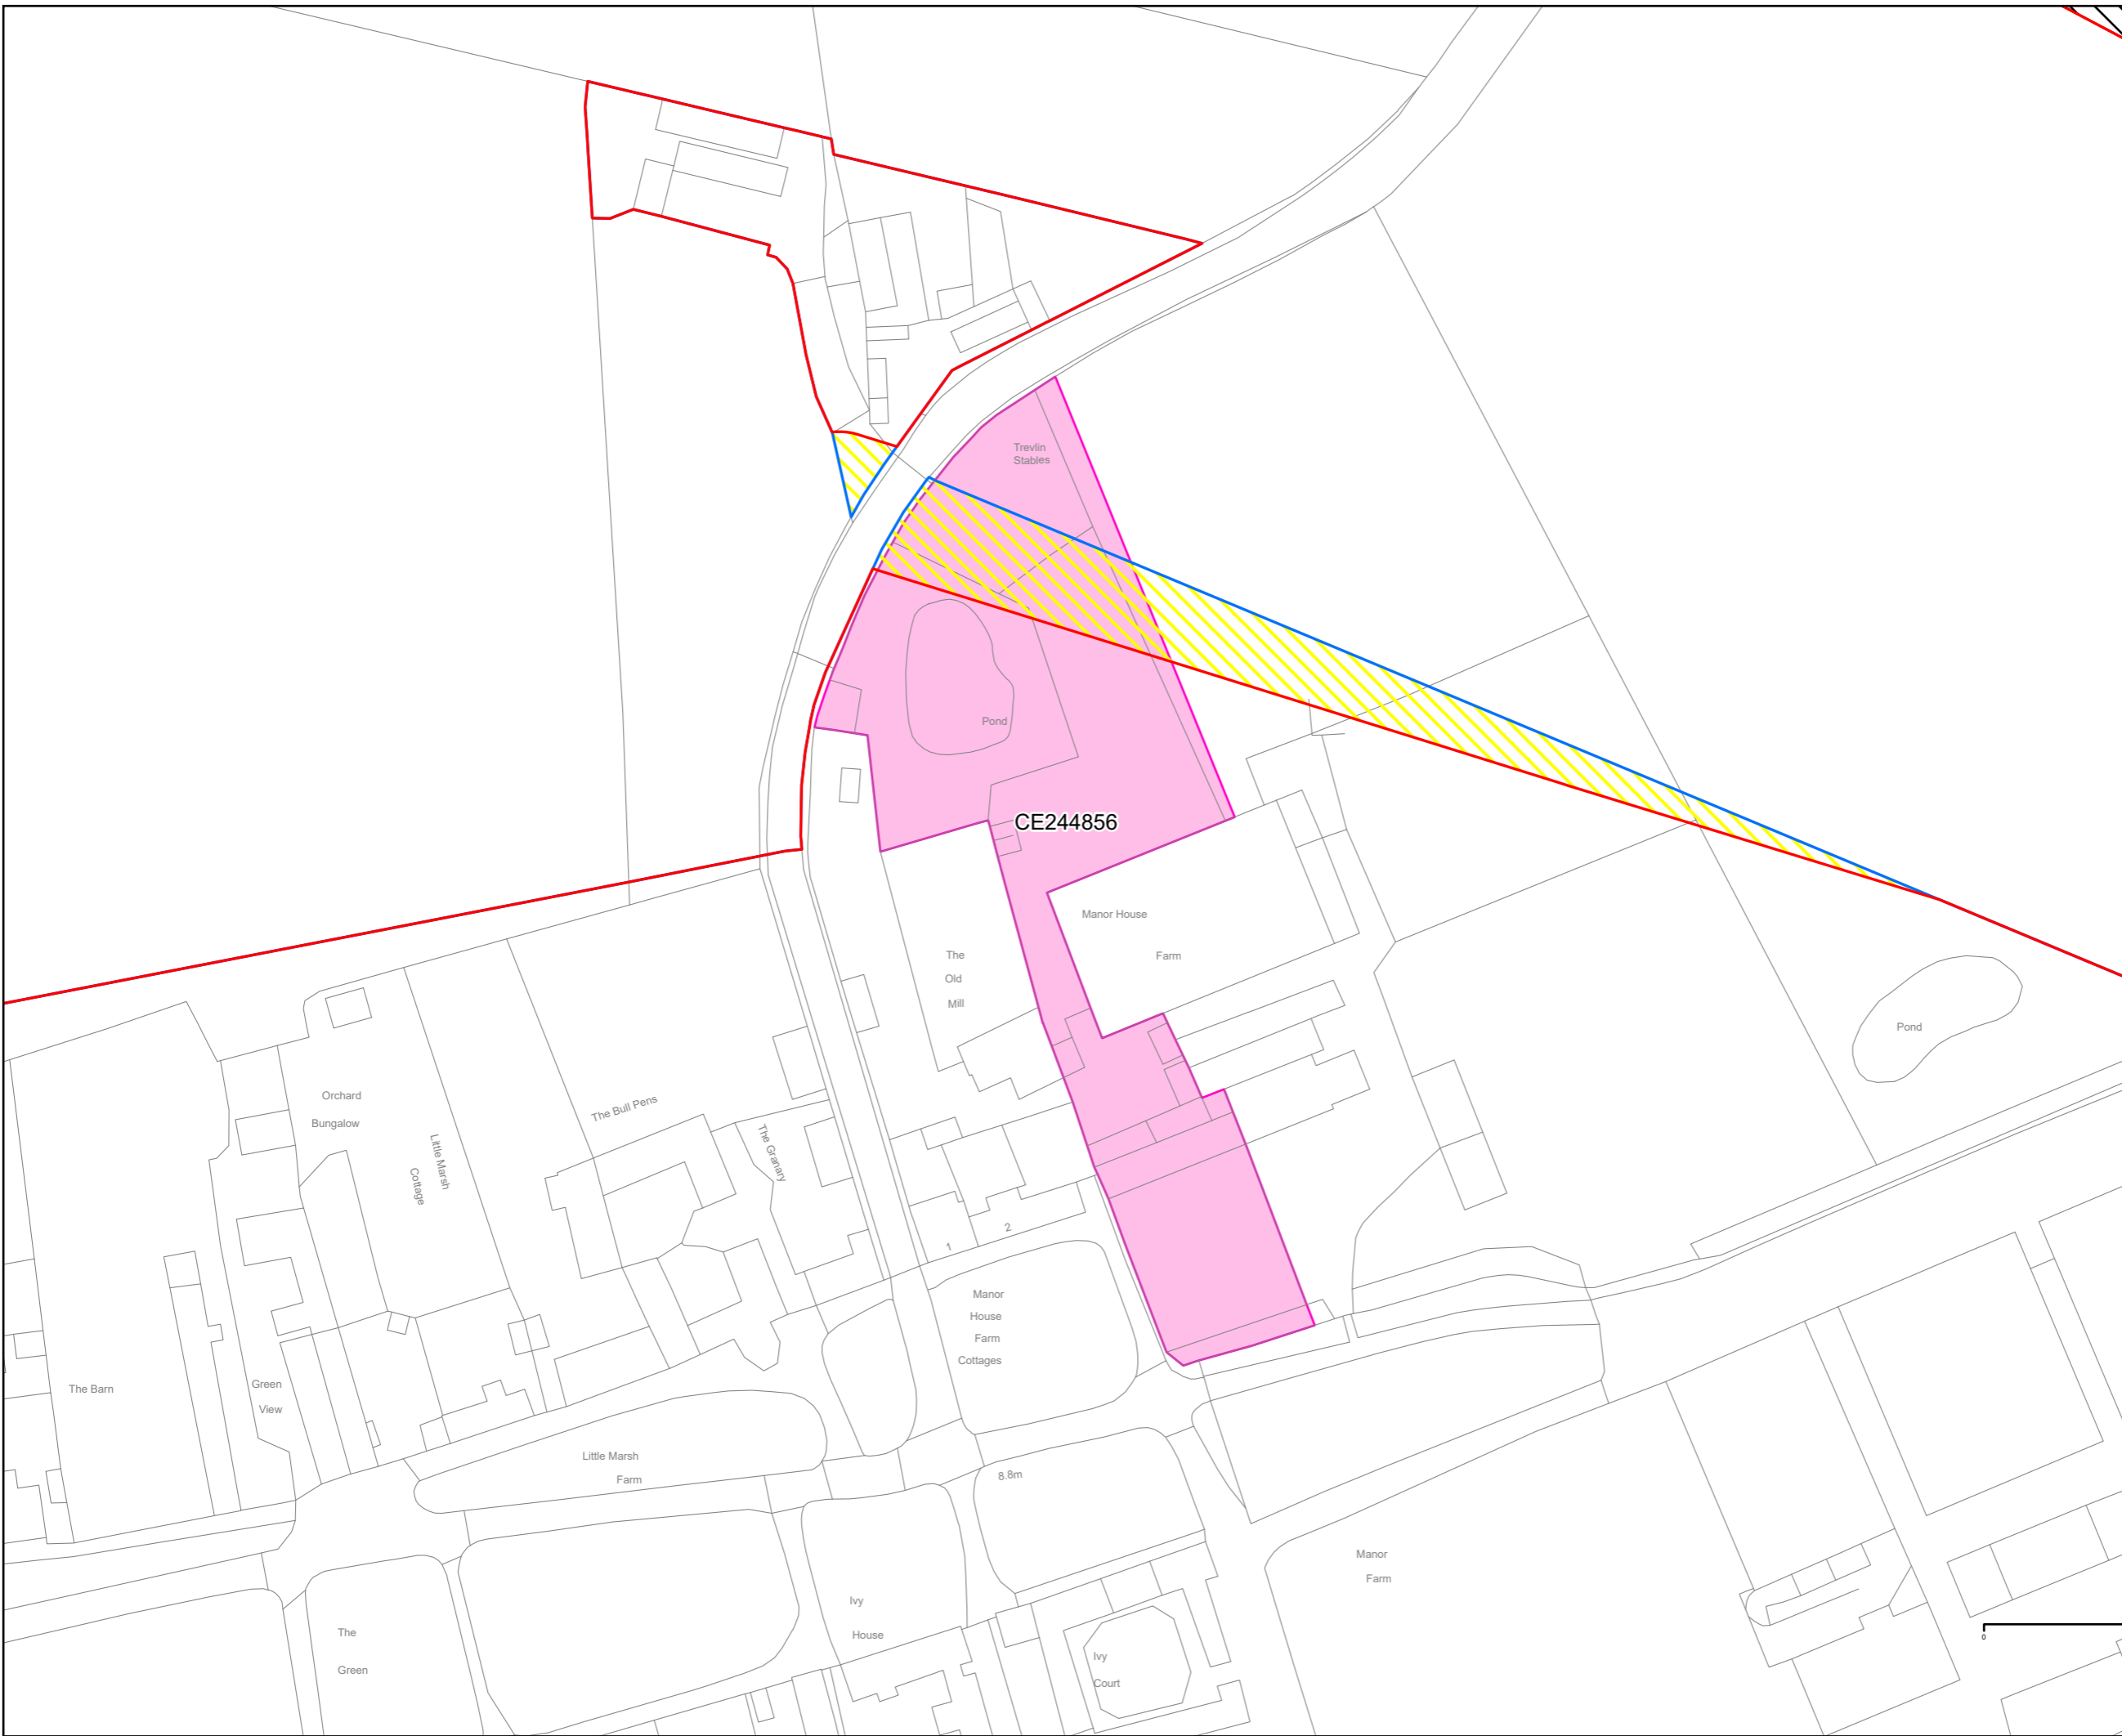 Trevlin
Stables
Pond
CE244856
Manor House
Farm
The
Old
Mill
Pond
Orchard
Bungalow
Little Marsh
Cottage
The Bull Pens
The Granary
2
1
Manor
House
Farm
Cottages
The Barn
Green
View
Little Marsh
Farm
8.8m
Manor
Farm
Ivy
House
The
Green
Ivy
Court
0